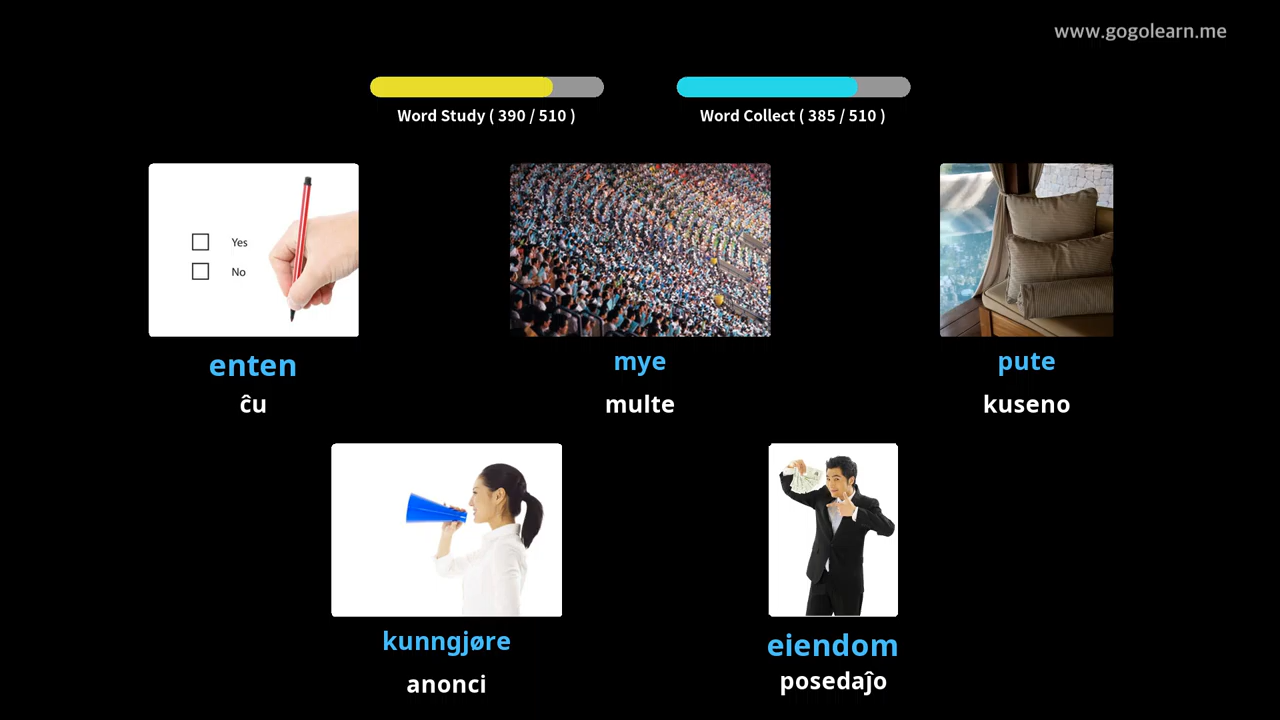 www.gogolearn.me
Word Study ( 390 / 510 )
Word Collect ( 385 / 510 )
Yes
No
enten
mye
pute
ĉu
multe
kuseno
kunngjøre
eiendom
anonci
posedaĵo